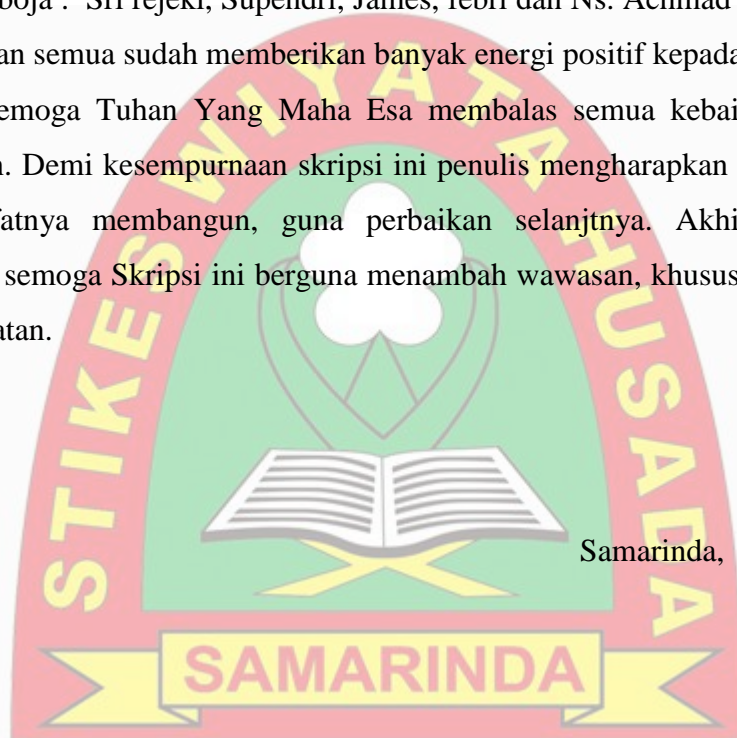 boja : Sri rejeki, Supendri, James, febri dan Ns. Achmad
an semua sudah memberikan banyak energi positif kepada
emoga Tuhan Yang Maha Esa membalas semua kebai
. Demi kesempurnaan skripsi ini penulis mengharapkan
fatnya membangun, guna perbaikan selanjtnya. Akhi
semoga Skripsi ini berguna menambah wawasan, khusus
atan.
STIKES WIYATA HUSADA
Samarinda,
SAMARINDA